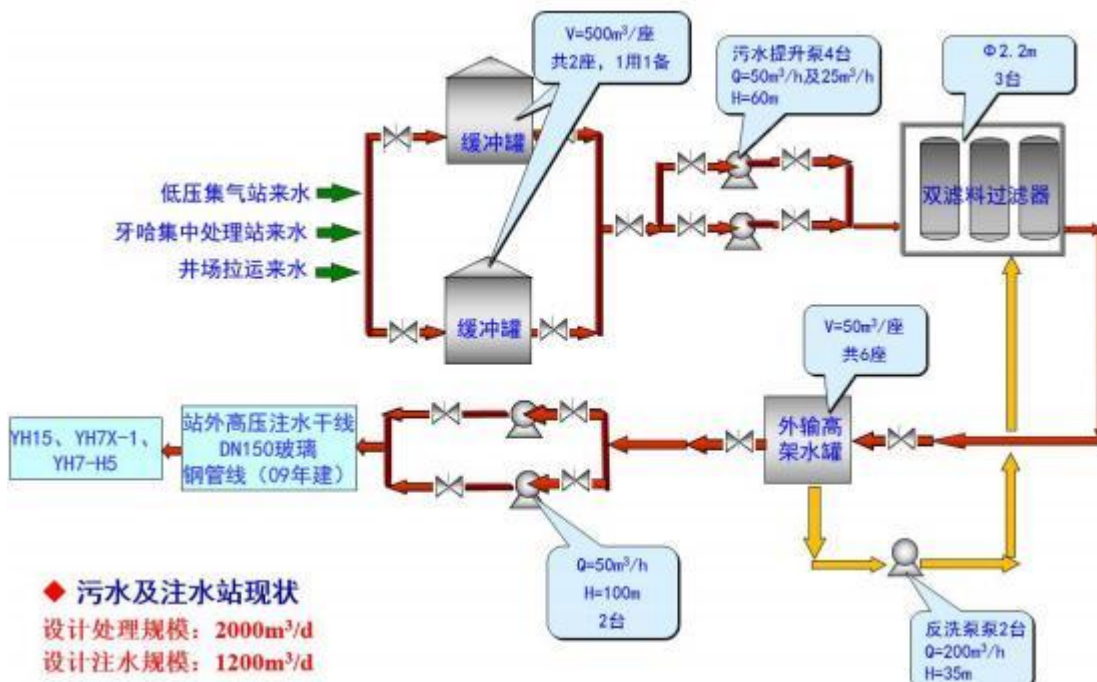 V=500m³/座
共2座，1用1备
污水提升泵4台
Q=50m³/h及25m³/h
H=60m
Φ2.2m
3台
缓冲罐
双滤料过滤器
低压集气站来水
牙哈集中处理站来水
井场拉运来水
缓冲罐
V=50m³/座
共6座
YH15、YH7X-1、
YH7-H5
站外高压注水干线
DN150玻璃
钢管线（09年建）
外输高
架水罐
Q=50m³/h
H=100m
2台
◆ 污水及注水站现状
设计处理规模：2000m³/d
设计注水规模：1200m³/d
反洗泵泵2台
Q=200m³/h
H=35m